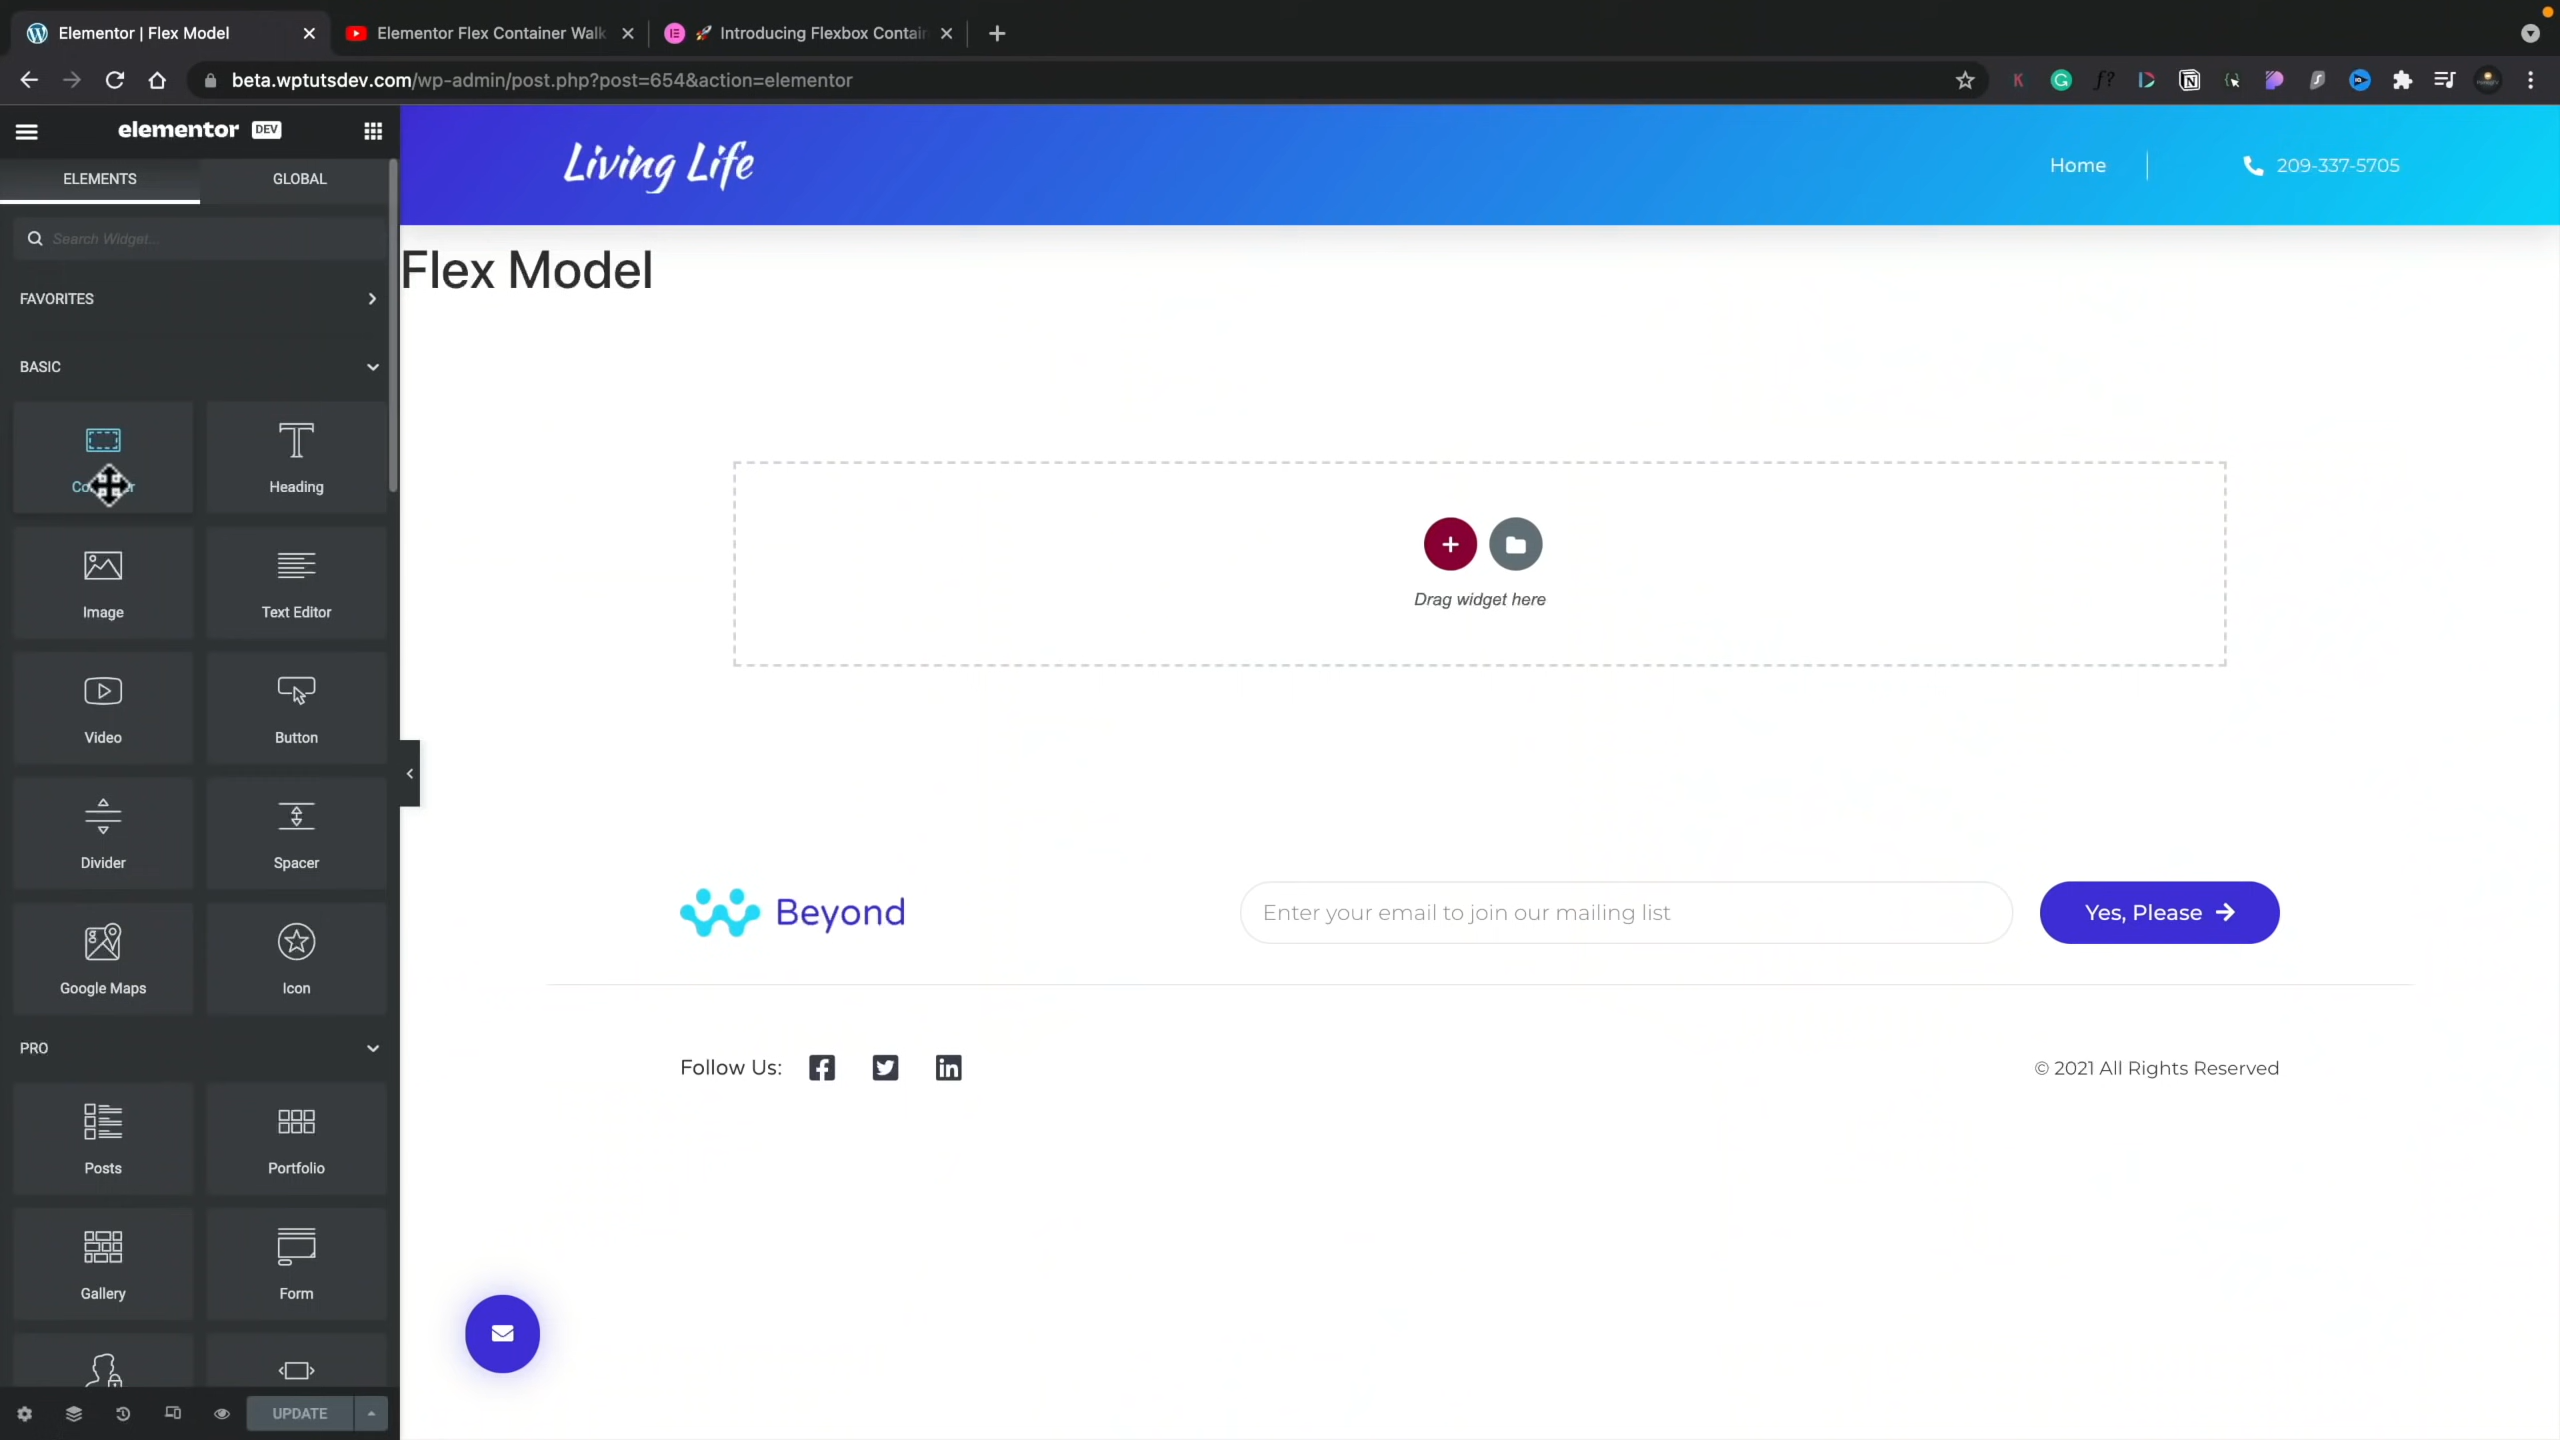 Elementor | Flex Model
Elementor Flex Container Walk
🚀 Introducing Flexbox Contain
beta.wptutsdev.com/wp-admin/post.php?post=654&action=elementor
elementor DEV
ELEMENTS
GLOBAL
Search Widget...
FAVORITES
BASIC
Heading
Image
Text Editor
Video
Button
Divider
Spacer
Google Maps
Icon
PRO
Posts
Portfolio
Gallery
Form
UPDATE
Living Life
Home
209-337-5705
Flex Model
Drag widget here
Beyond
Enter your email to join our mailing list
Yes, Please
Follow Us:
© 2021 All Rights Reserved